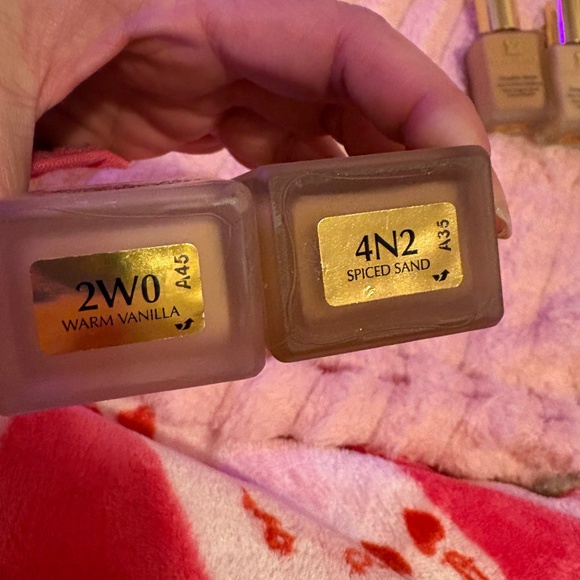 2W0
WARM VANILLA
A45
4N2
SPICED SAND
A35